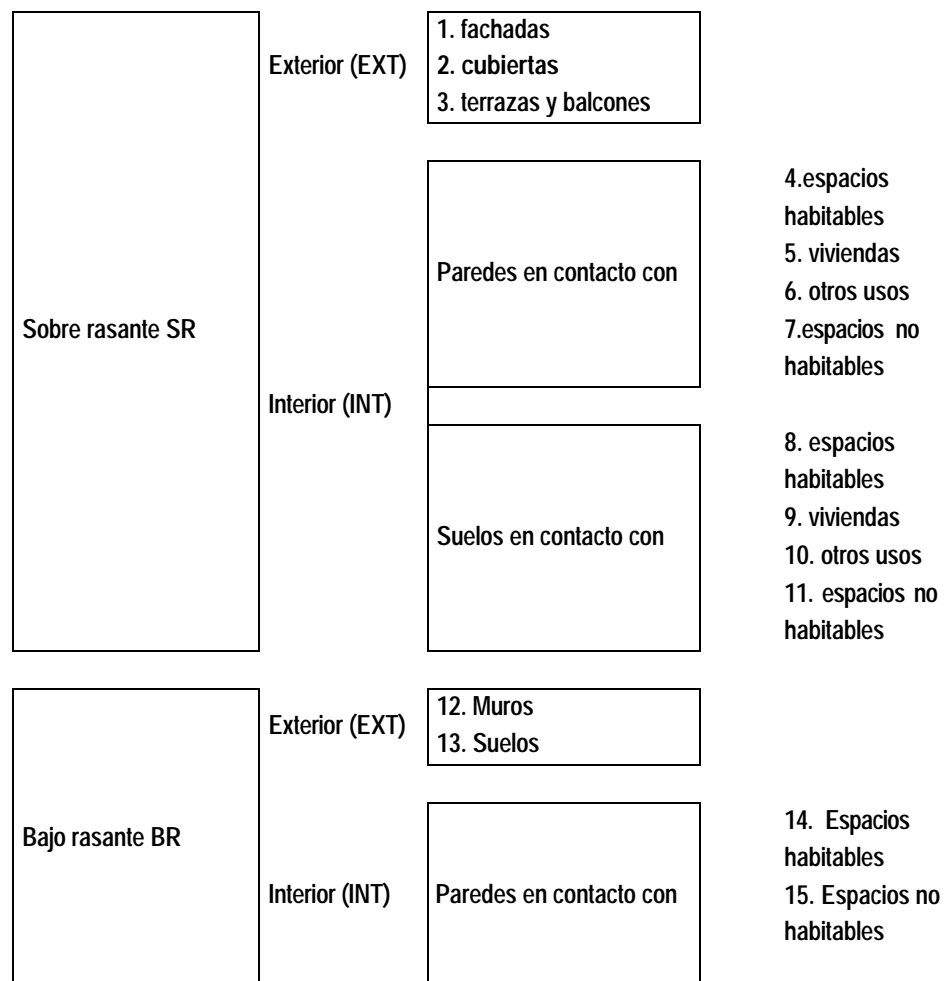 Sobre rasante SR
Exterior (EXT)
1. fachadas
2. cubiertas
3. terrazas y balcones
Interior (INT)
Paredes en contacto con
4.espacios
habitables
5. viviendas
6. otros usos
7.espacios no
habitables
Suelos en contacto con
8. espacios
habitables
9. viviendas
10. otros usos
11. espacios no
habitables
Bajo rasante BR
Exterior (EXT)
12. Muros
13. Suelos
Interior (INT)
Paredes en contacto con
14. Espacios
habitables
15. Espacios no
habitables